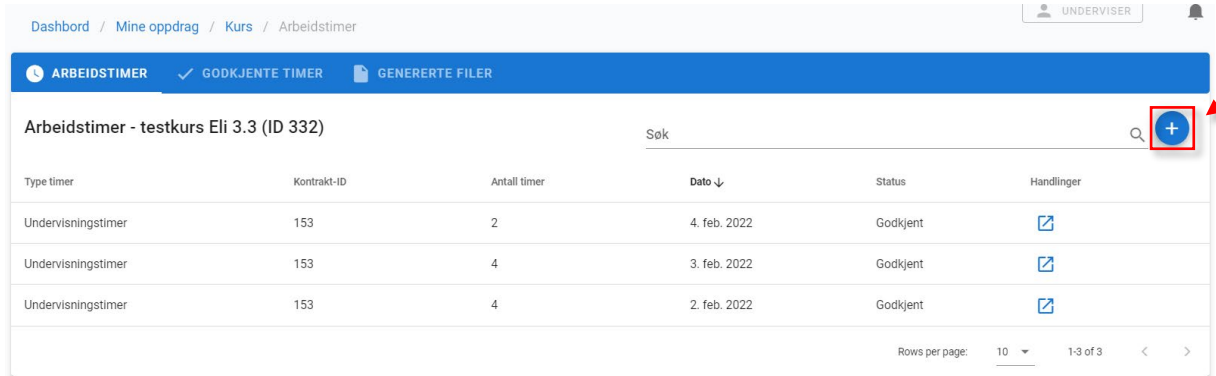 UNDERVISER
Dashbord / Mine oppdrag / Kurs / Arbeidstimer
ARBEIDSTIMER GODKJENTE TIMER GENERERTE FILER
Arbeidstimer - testkurs Eli 3.3 (ID 332) Søk
Type timer Kontrakt-ID Antall timer Dato Status Handlinger
Undervisningstimer 153 2 4. feb. 2022 Godkjent
Undervisningstimer 153 4 3. feb. 2022 Godkjent
Undervisningstimer 153 4 2. feb. 2022 Godkjent
Rows per page: 10 1-3 of 3